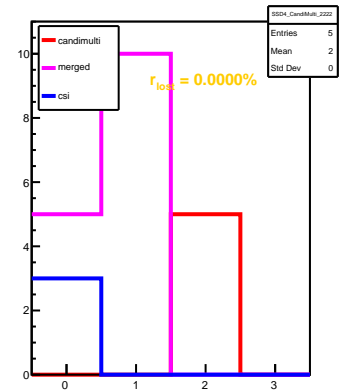 SSD4_CandiMulti_2222
Entries 5
Mean 2
Std Dev 0
candimulti
merged
csi
r_lost = 0.0000%
10
8
6
4
2
0
0 1 2 3